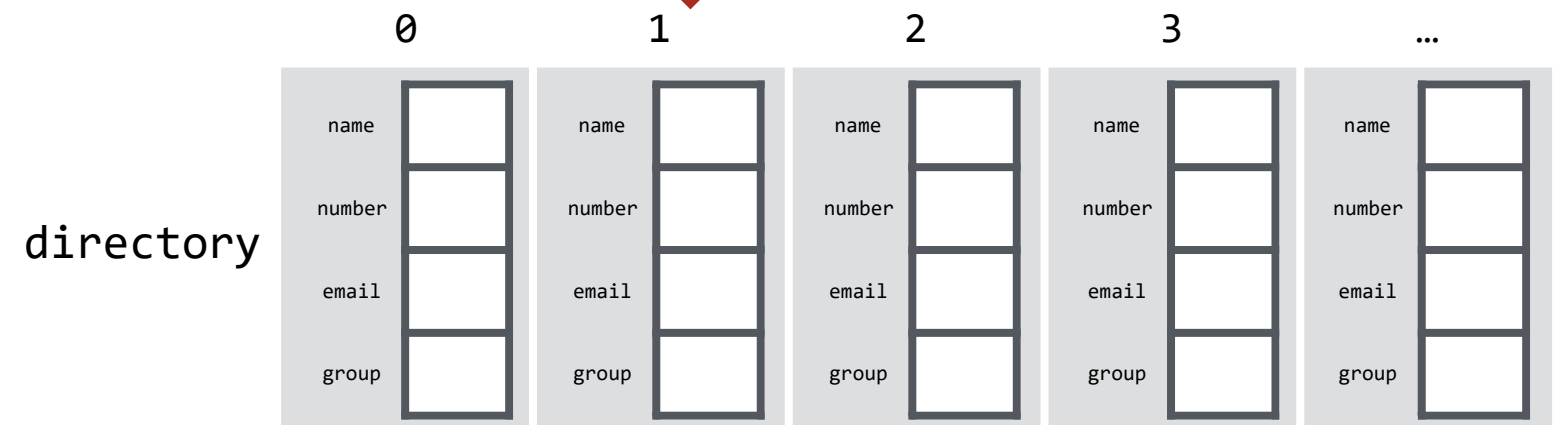 0 1 2 3 …
name name name name name
number number number number number
directory
email email email email email
group group group group group